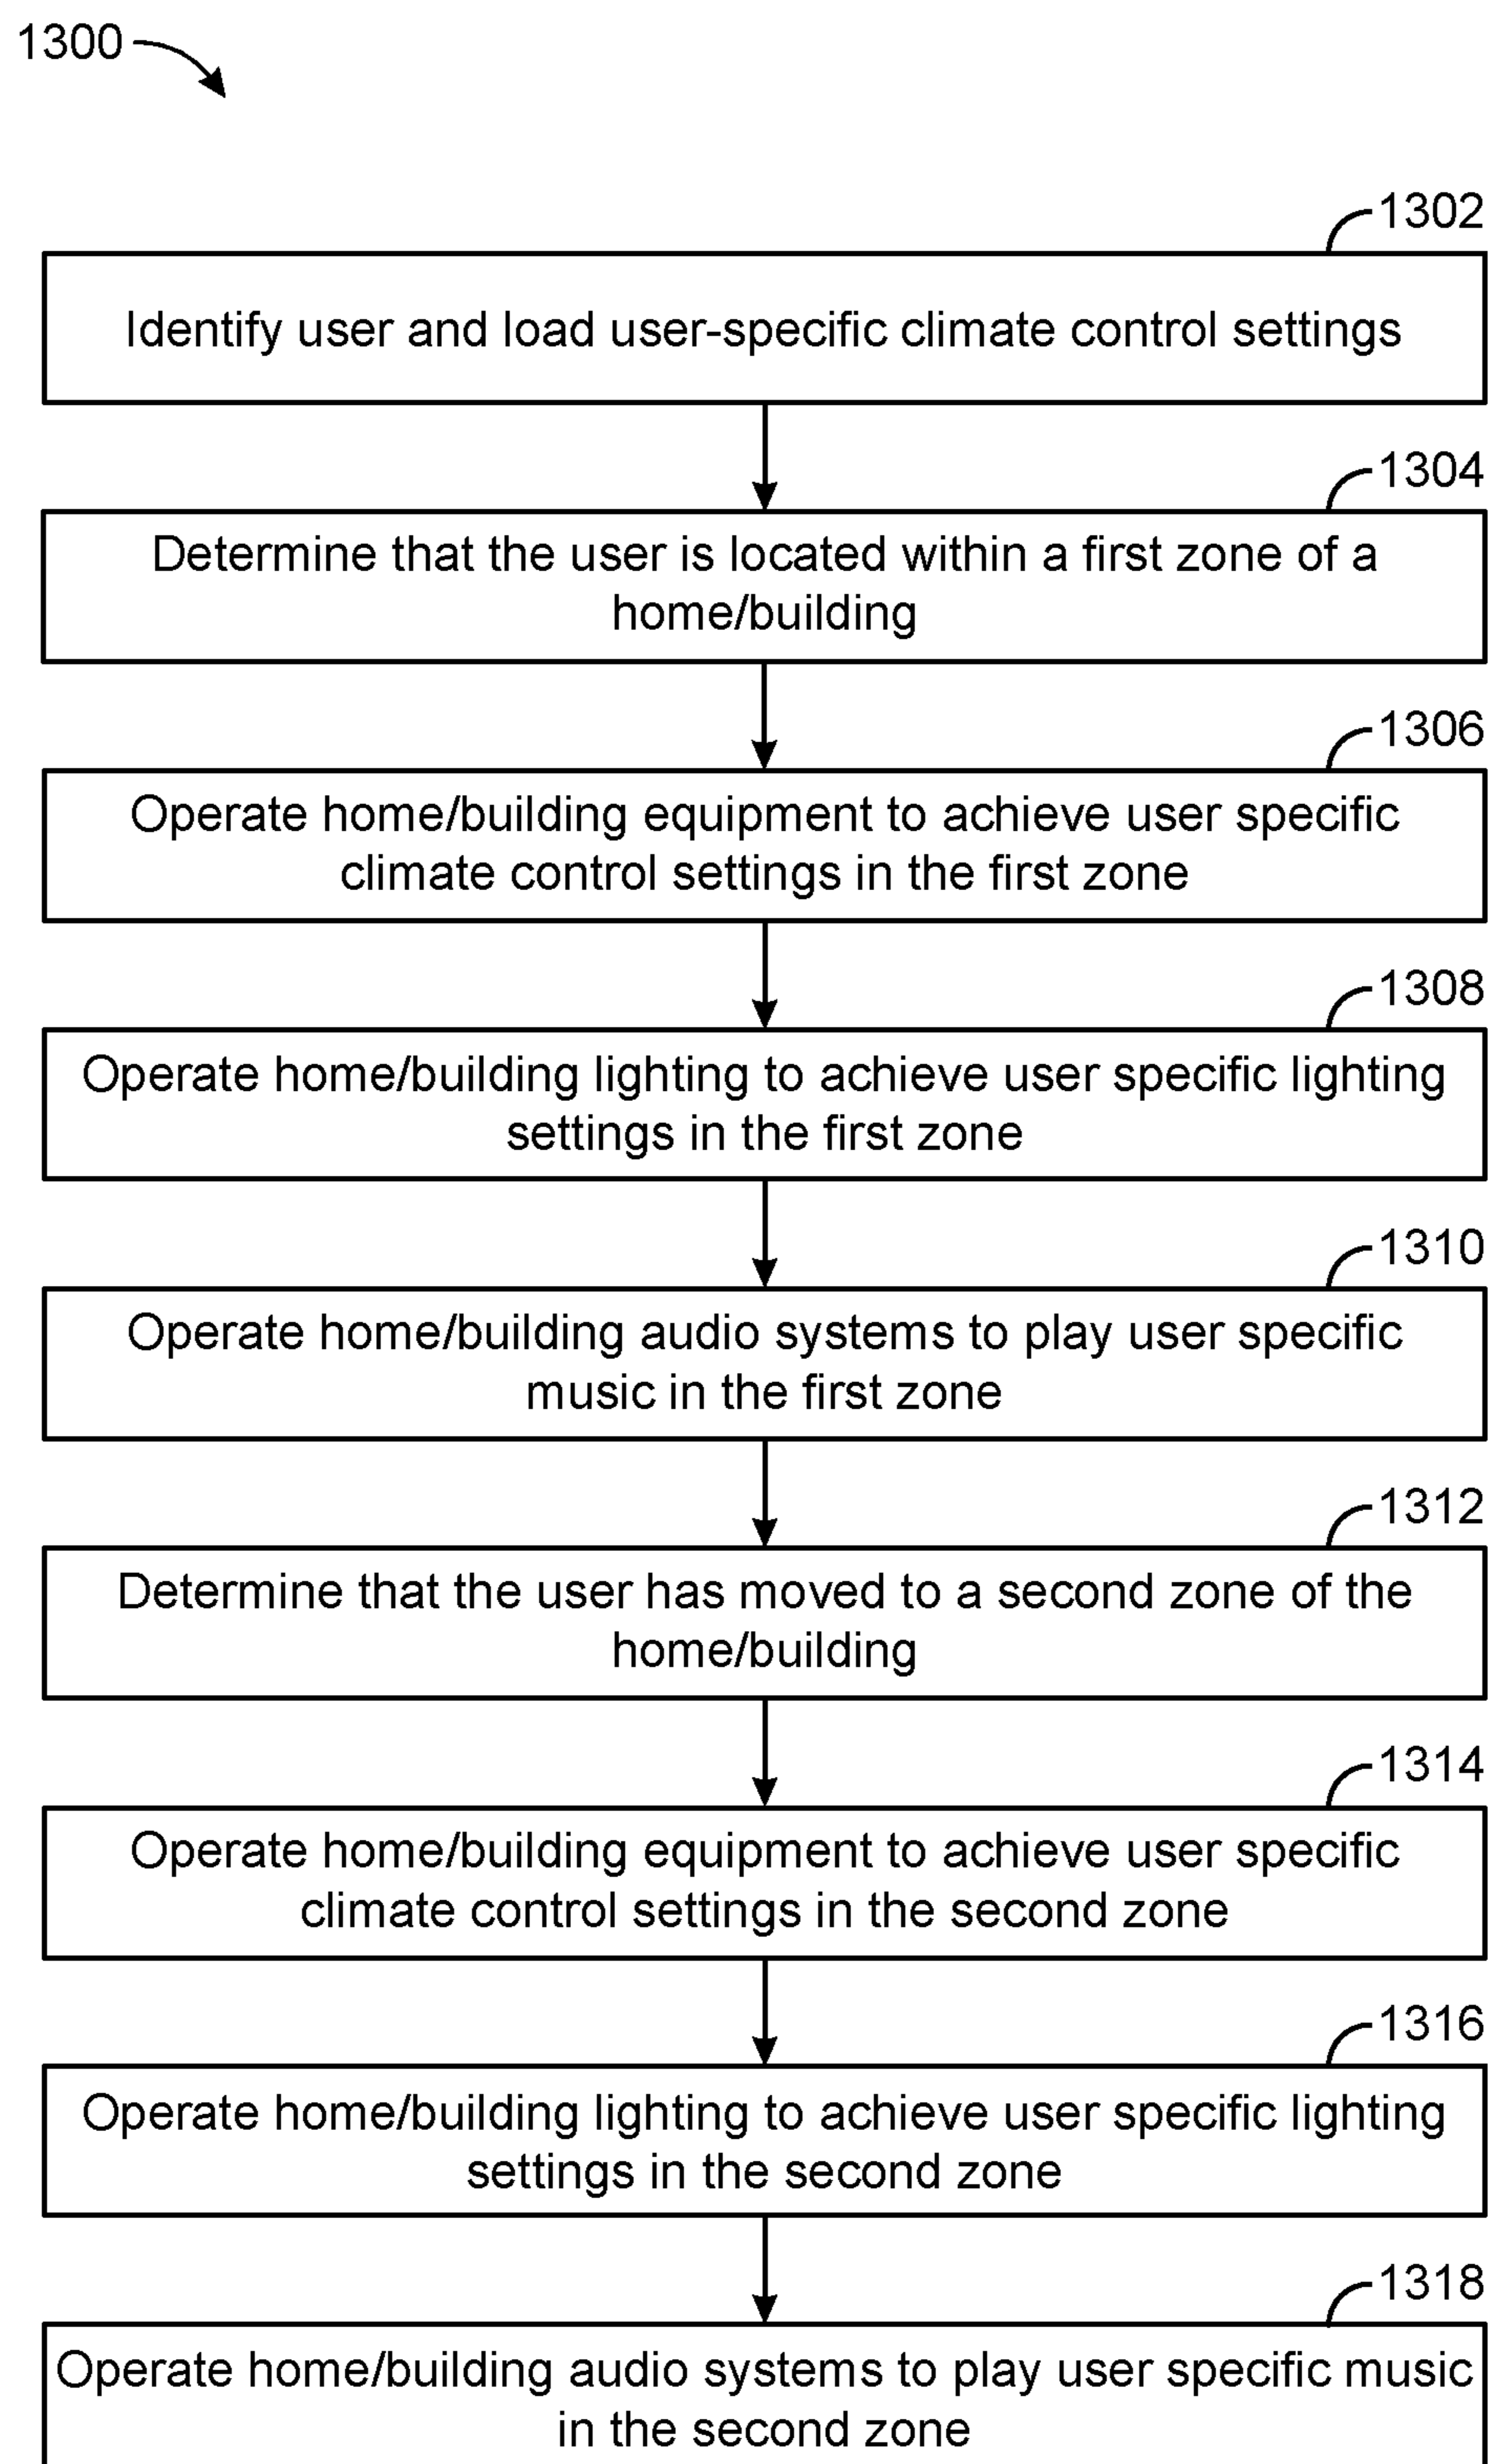 1300
1302
Identify user and load user-specific climate control settings
1304
Determine that the user is located within a first zone of a
home/building
1306
Operate home/building equipment to achieve user specific
climate control settings in the first zone
1308
Operate home/building lighting to achieve user specific lighting
settings in the first zone
1310
Operate home/building audio systems to play user specific
music in the first zone
1312
Determine that the user has moved to a second zone of the
home/building
1314
Operate home/building equipment to achieve user specific
climate control settings in the second zone
1316
Operate home/building lighting to achieve user specific lighting
settings in the second zone
1318
Operate home/building audio systems to play user specific music
in the second zone